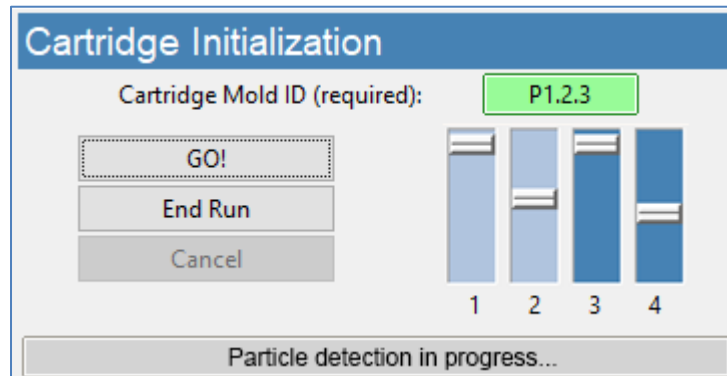 Cartridge Initialization
Cartridge Mold ID (required): P1.2.3
GO!
End Run
Cancel
1 2 3 4
Particle detection in progress...